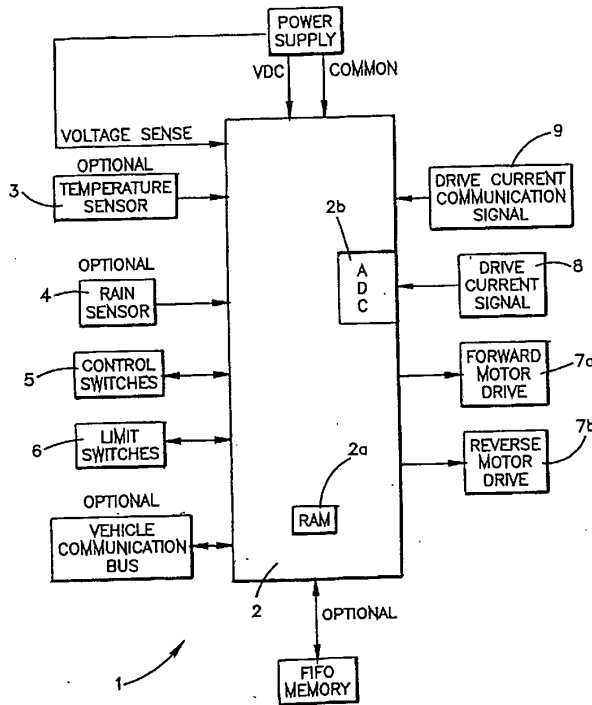 POWER
SUPPLY
VDC
COMMON
VOLTAGE SENSE
OPTIONAL
3
TEMPERATURE
SENSOR
OPTIONAL
4
RAIN
SENSOR
5
CONTROL
SWITCHES
6
LIMIT
SWITCHES
OPTIONAL
VEHICLE
COMMUNICATION
BUS
1
2b
A
D
C
2a
RAM
2
9
DRIVE CURRENT
COMMUNICATION
SIGNAL
8
DRIVE
CURRENT
SIGNAL
7a
FORWARD
MOTOR
DRIVE
7b
REVERSE
MOTOR
DRIVE
OPTIONAL
FIFO
MEMORY